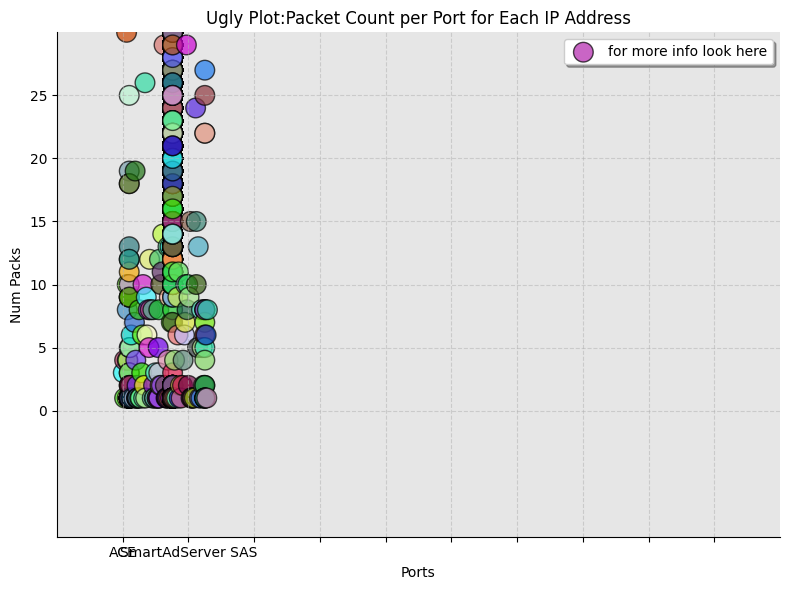 Ugly Plot:Packet Count per Port for Each IP Address
for more info look here
Num Packs
25
20
15
10
5
0
ACE
SmartAdServer SAS
Ports